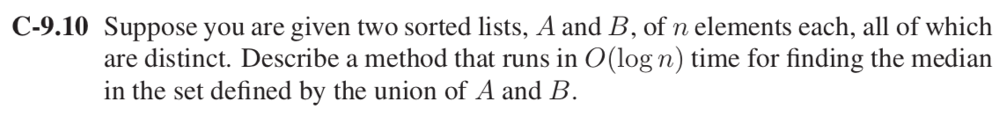 C-9.10 Suppose you are given two sorted lists, A and B, of n elements each, all of which
are distinct. Describe a method that runs in O(log n) time for finding the median
in the set defined by the union of A and B.